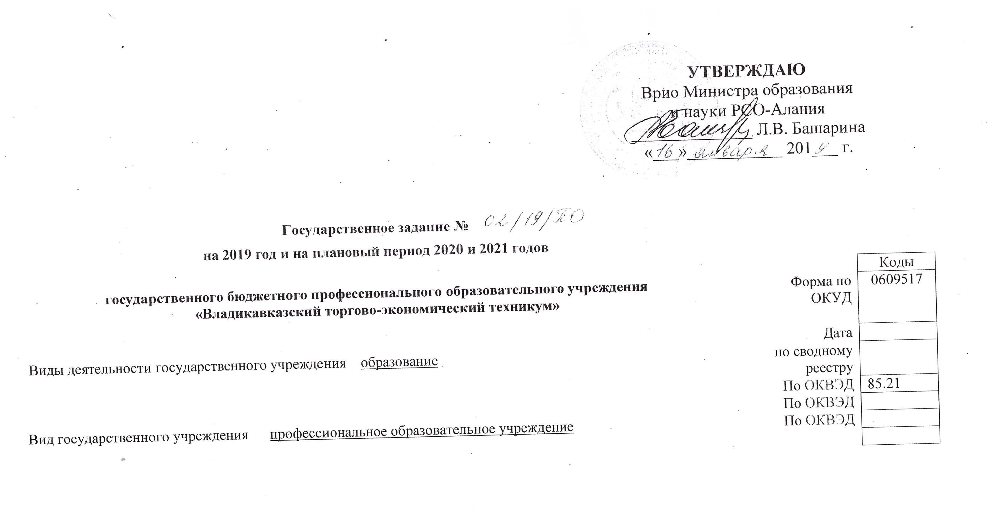 УТВЕРЖДАЮ
Врио Министра образования
и науки РСО-Алания
Л.В. Башарина
«16» января 2019 г.
Государственное задание № 02/19/ПО
на 2019 год и на плановый период 2020 и 2021 годов
государственного бюджетного профессионального образовательного учреждения
«Владикавказский торгово-экономический техникум»
Коды
Форма по 0609517
ОКУД
Дата
по сводному
реестру
Виды деятельности государственного учреждения образование
По ОКВЭД 85.21
По ОКВЭД
По ОКВЭД
Вид государственного учреждения профессиональное образовательное учреждение